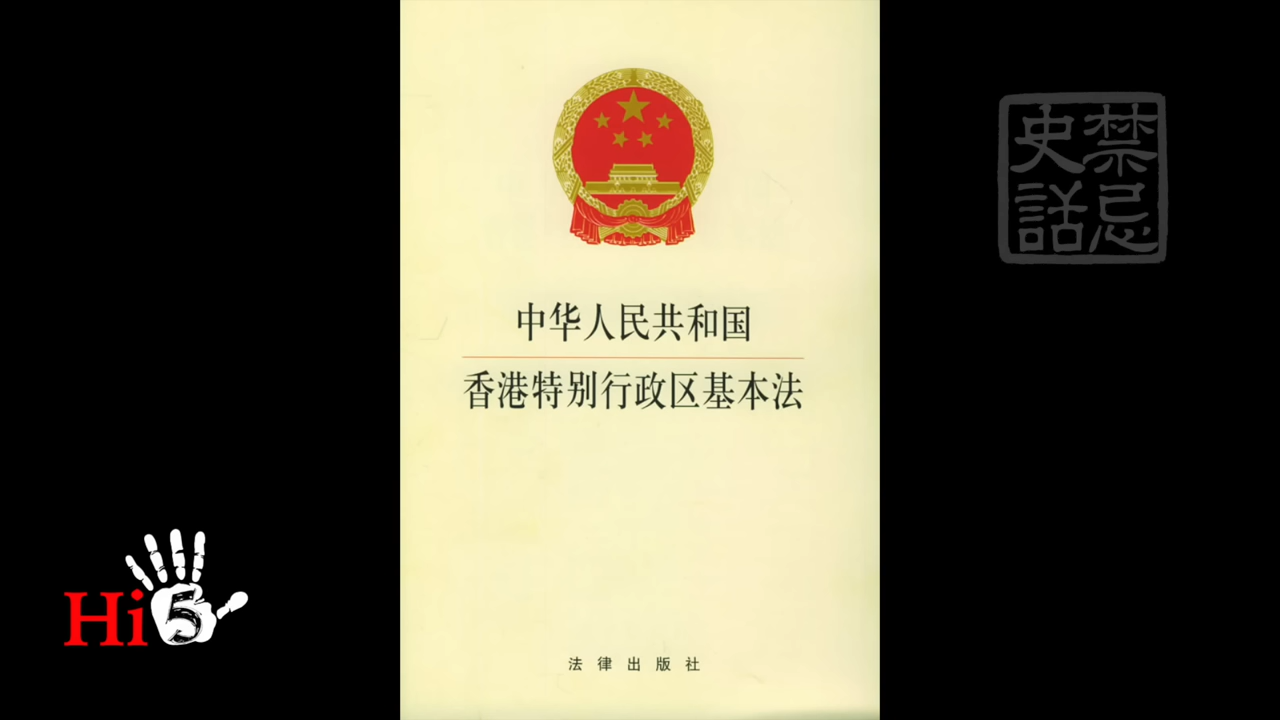 中华人民共和国
香港特别行政区基本法
法律出版社
禁忌
史話
Hi5